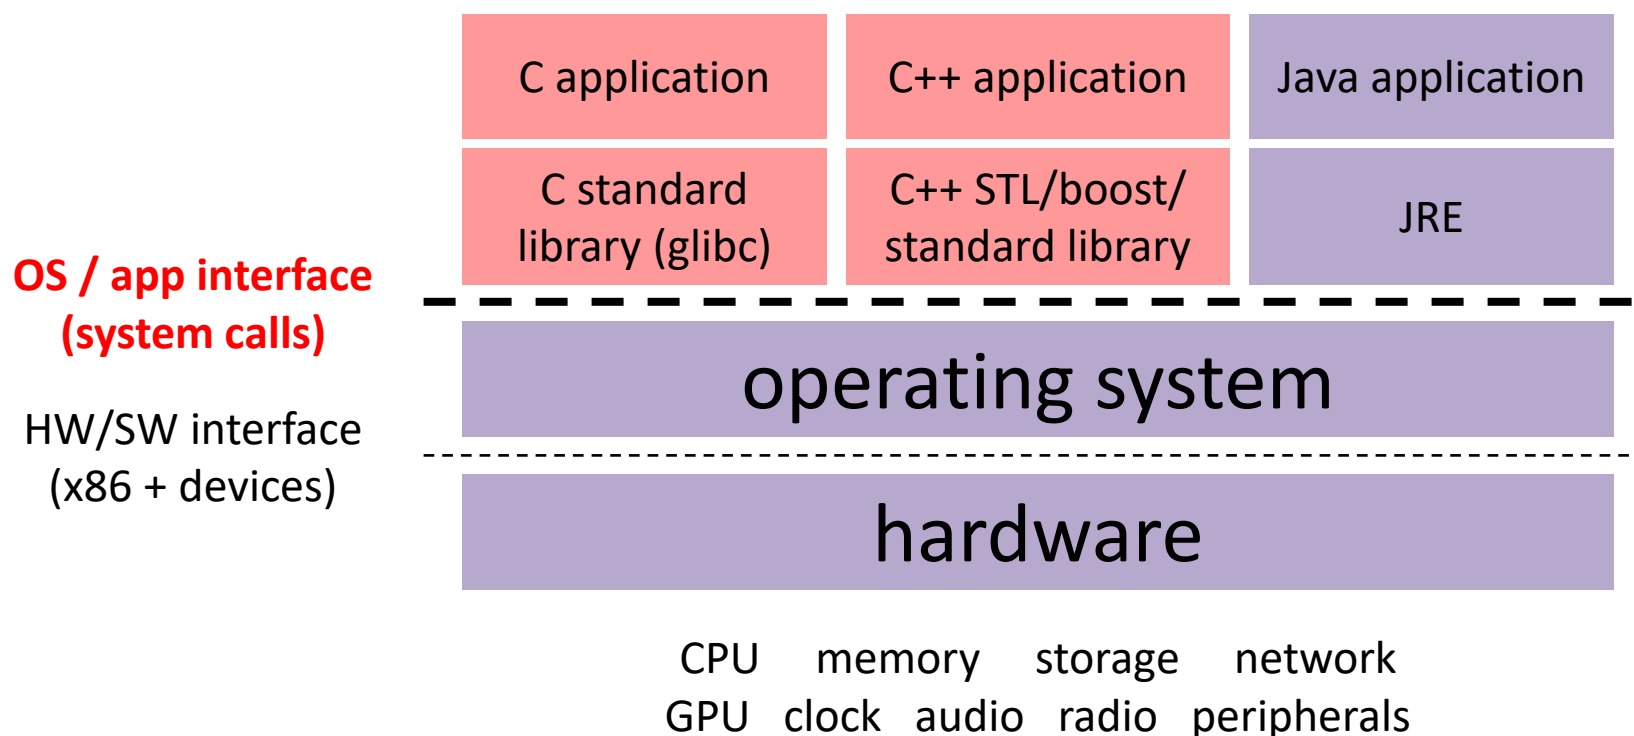 C application
C++ application
Java application
C standard
library (glibc)
C++ STL/boost/
standard library
JRE
OS / app interface
(system calls)
operating system
HW/SW interface
(x86 + devices)
hardware
CPU memory storage network
GPU clock audio radio peripherals